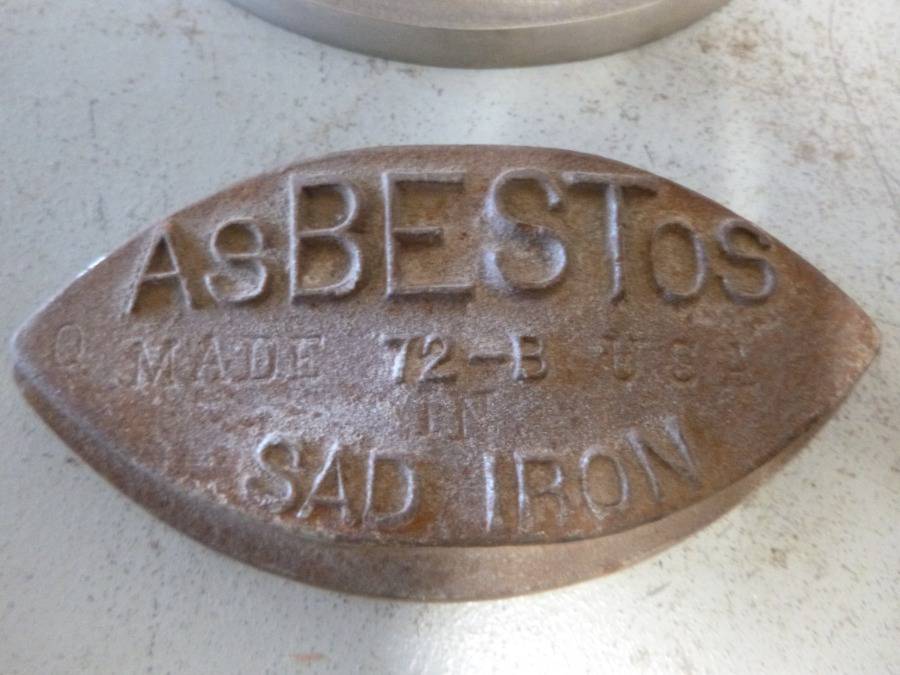 AsBESTos
Q MADE 72-B USA
IN
SAD IRON